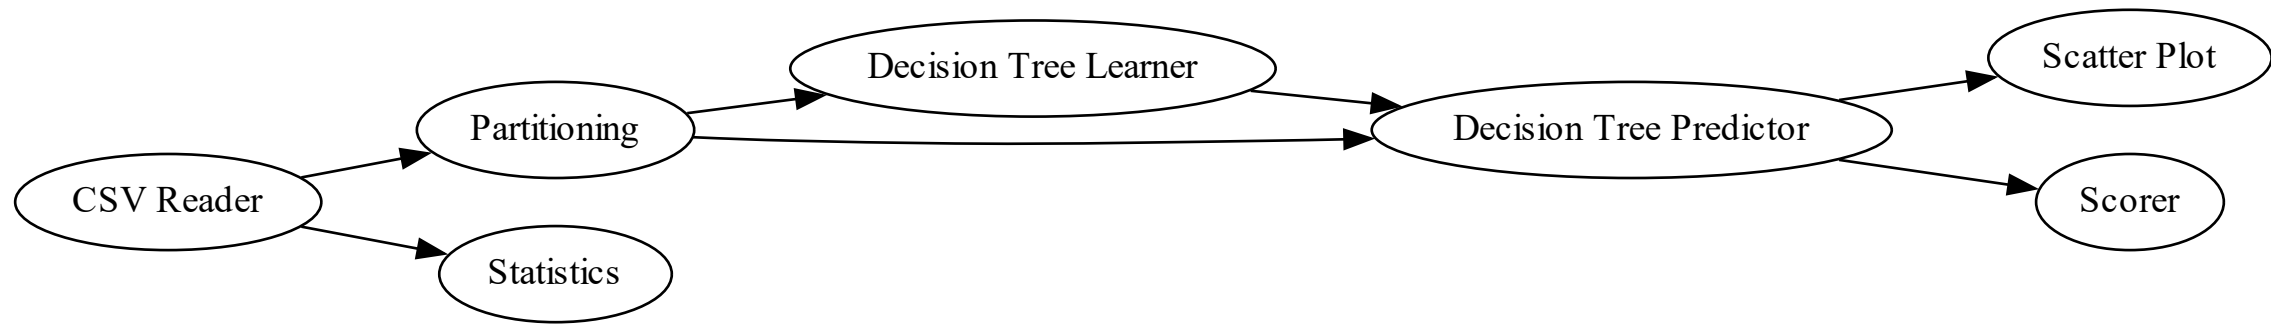 CSV Reader
Partitioning
Statistics
Decision Tree Learner
Decision Tree Predictor
Scatter Plot
Scorer